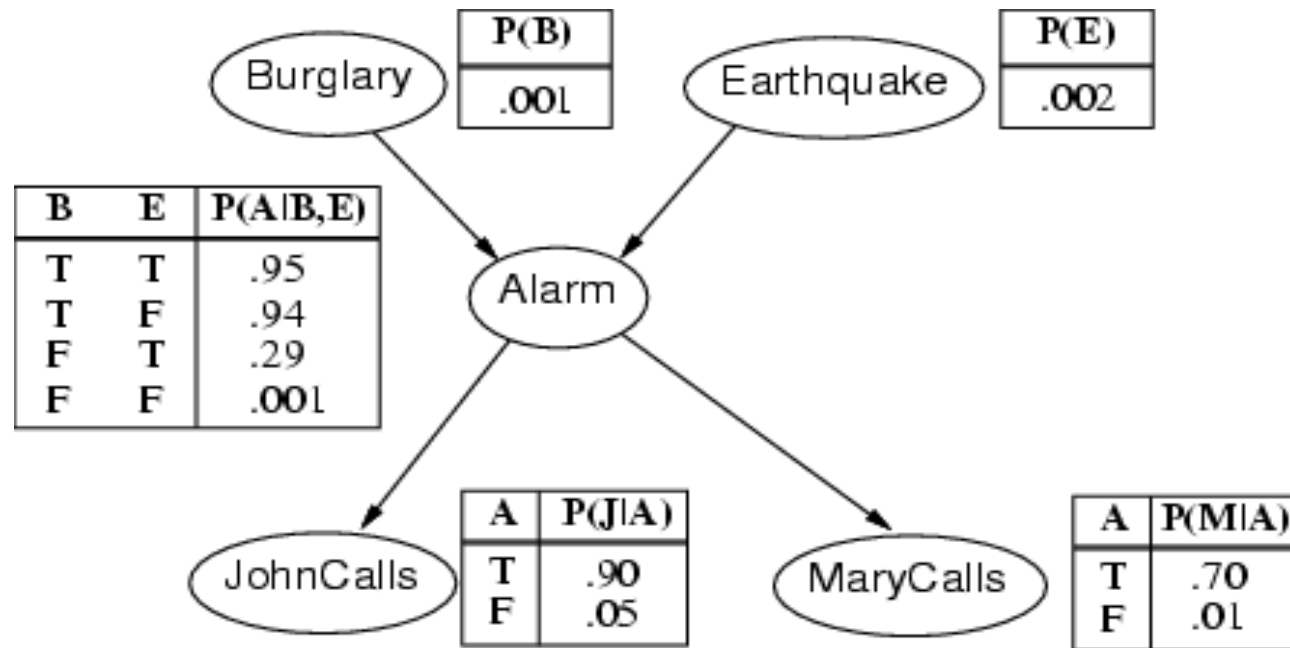 Burglary
P(B)
.001
Earthquake
P(E)
.002
B E P(A|B,E)
T T .95
T F .94
F T .29
F F .001
Alarm
JohnCalls
A P(J|A)
T .90
F .05
MaryCalls
A P(M|A)
T .70
F .01